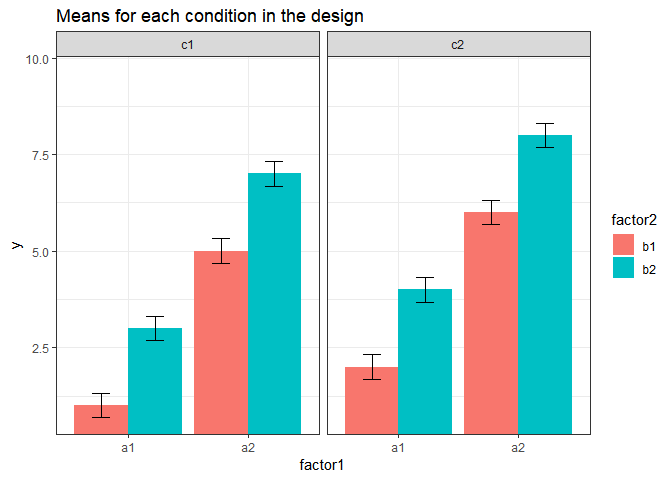 Means for each condition in the design
c1 c2
10.0
7.5
5.0
2.5
y
a1 a2 a1 a2
factor1
factor2
b1
b2